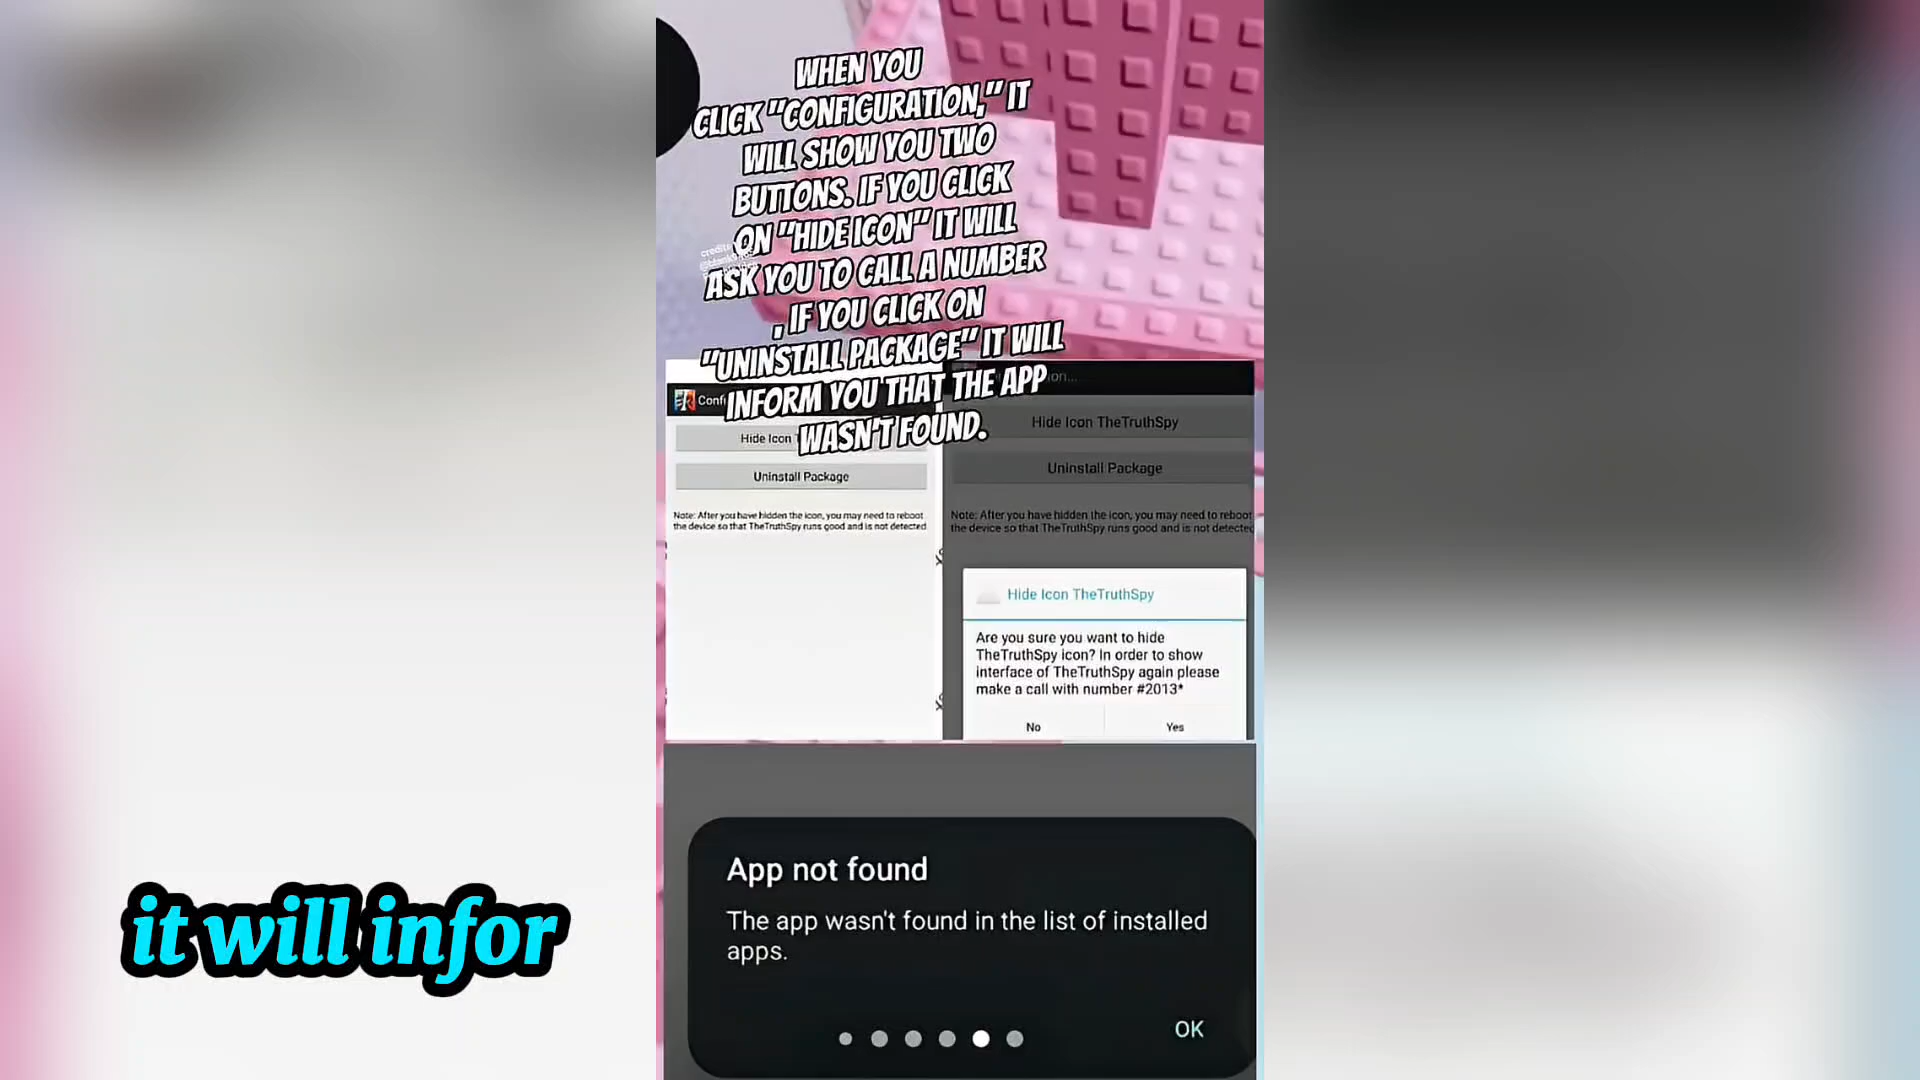 WHEN YOU
CLICK "CONFIGURATION," IT
WILL SHOW YOU TWO
BUTTONS. IF YOU CLICK
ON "HIDE ICON" IT WILL
ASK YOU TO CALL A NUMBER
, IF YOU CLICK ON
"UNINSTALL PACKAGE" IT WILL
INFORM YOU THAT THE APP
WASN'T FOUND.
credits
Hide Icon
Uninstall Package
Note: After you have hidden the icon, you may need to reboot
the device so that TheTruthSpy runs good and is not detected
Hide Icon TheTruthSpy
Uninstall Package
Note: After you have hidden the icon, you may need to reboot
the device so that TheTruthSpy runs good and is not detected
Hide Icon TheTruthSpy
Are you sure you want to hide
TheTruthSpy icon? In order to show
interface of TheTruthSpy again please
make a call with number #2013*
No
Yes
App not found
The app wasn't found in the list of installed
apps.
OK
it will infor